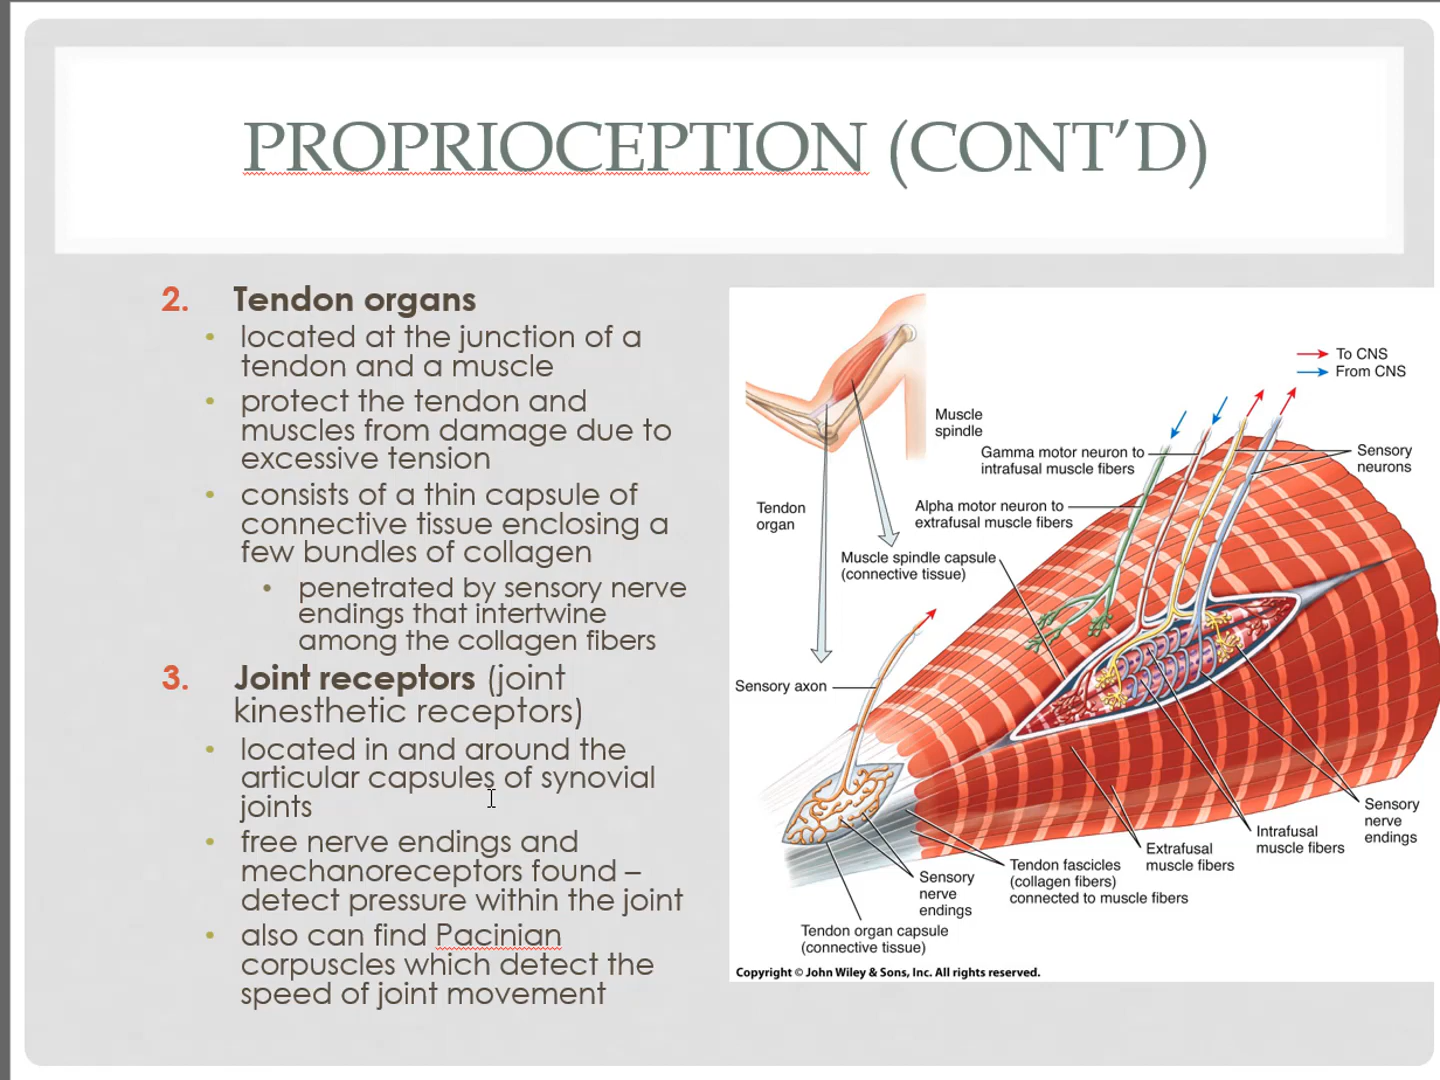 PROPRIOCEPTION (CONT'D)
2. Tendon organs
• located at the junction of a
tendon and a muscle
• protect the tendon and
muscles from damage due to
excessive tension
• consists of a thin capsule of
connective tissue enclosing a
few bundles of collagen
• penetrated by sensory nerve
endings that intertwine
among the collagen fibers
3. Joint receptors (joint
kinesthetic receptors)
• located in and around the
articular capsules of synovial
joints
• free nerve endings and
mechanoreceptors found –
detect pressure within the joint
• also can find Pacinian
corpuscles which detect the
speed of joint movement
To CNS
From CNS
Muscle
spindle
Gamma motor neuron to
intrafusal muscle fibers
Sensory
neurons
Tendon
organ
Alpha motor neuron to
extrafusal muscle fibers
Muscle spindle capsule
(connective tissue)
Sensory axon
Sensory
nerve
endings
Intrafusal
muscle fibers
Extrafusal
muscle fibers
Tendon fascicles
(collagen fibers)
connected to muscle fibers
Sensory
nerve
endings
Tendon organ capsule
(connective tissue)
Copyright © John Wiley & Sons, Inc. All rights reserved.